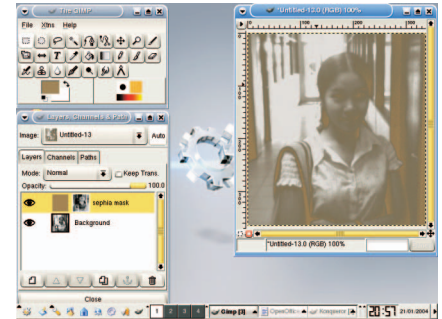 The GIMP
File Xtns Help
Layers, Channels & Paths
Image: Untitled-13 Auto
Layers Channels Paths
Mode: Normal Keep Trans.
Opacity: 100.0
sephia mask
Background
Close
*Untitled-13.0 (RGB) 100%
*Untitled-13.0 (RGB) 100%
1 2 3 4 Gimp [3] OpenOffice Konqueror [ 20:57 21/01/2004